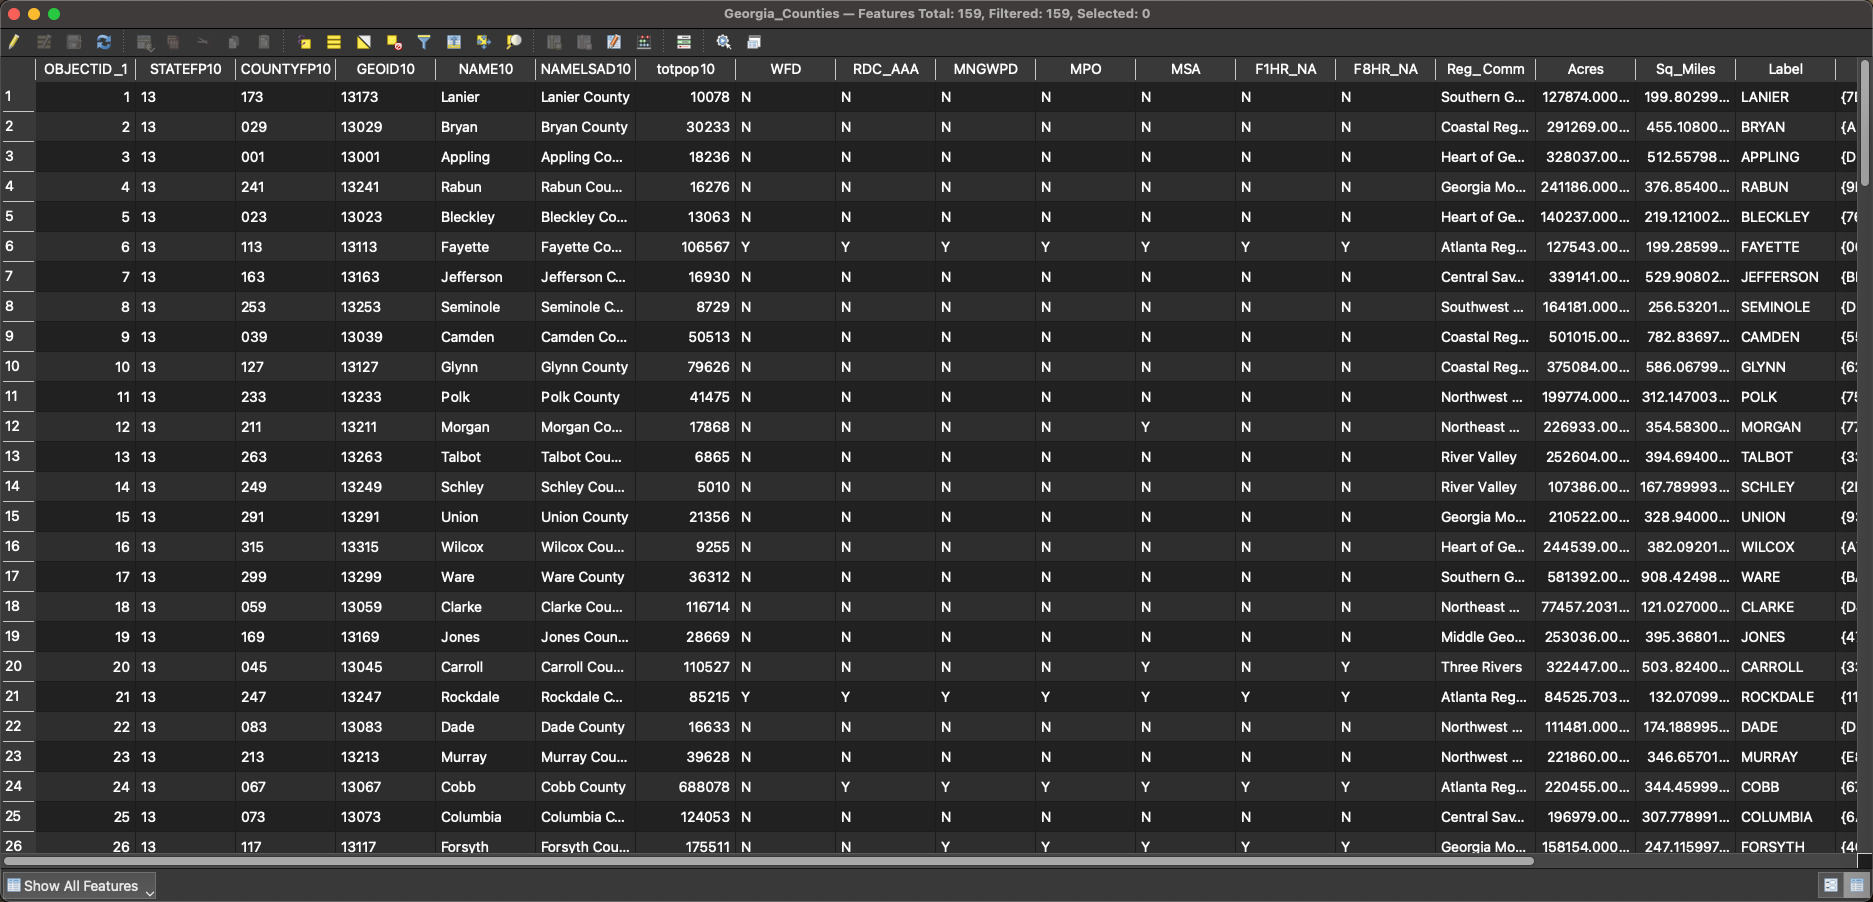 Georgia_Counties — Features Total: 159, Filtered: 159, Selected: 0
OBJECTID_1 STATEFP10 COUNTYFP10 GEOID10 NAME10 NAMELSAD10 totpop10 WFD RDC_AAA MNGWPD MPO MSA F1HR_NA F8HR_NA Reg_Comm Acres Sq_Miles Label
1 1 13 173 13173 Lanier Lanier County 10078 N N N N N N N Southern G... 127874.000... 199.80299... LANIER
2 2 13 029 13029 Bryan Bryan County 30233 N N N N N N N Coastal Reg... 291269.00... 455.10800... BRYAN {A
3 3 13 001 13001 Appling Appling Co... 18236 N N N N N N N Heart of Ge... 328037.00... 512.55798... APPLING {D
4 4 13 241 13241 Rabun Rabun Cou... 16276 N N N N N N N Georgia Mo... 241186.000... 376.85400... RABUN
5 5 13 023 13023 Bleckley Bleckley Co... 13063 N N N N N N N Heart of Ge... 140237.000... 219.121002... BLECKLEY
6 6 13 113 13113 Fayette Fayette Co... 106567 Y Y Y Y Y Y Y Atlanta Reg... 127543.00... 199.28599... FAYETTE
7 7 13 163 13163 Jefferson Jefferson C... 16930 N N N N N N N Central Sav... 339141.00... 529.90802... JEFFERSON
8 8 13 253 13253 Seminole Seminole C... 8729 N N N N N N N Southwest ... 164181.000... 256.53201... SEMINOLE {D
9 9 13 039 13039 Camden Camden Co... 50513 N N N N N N N Coastal Reg... 501015.00... 782.83697... CAMDEN
10 10 13 127 13127 Glynn Glynn County 79626 N N N N N N N Coastal Reg... 375084.00... 586.06799... GLYNN
11 11 13 233 13233 Polk Polk County 41475 N N N N N N N Northwest ... 199774.000... 312.147003... POLK
12 12 13 211 13211 Morgan Morgan Co... 17868 N N N N Y N N Northeast ... 226933.00... 354.58300... MORGAN
13 13 13 263 13263 Talbot Talbot Cou... 6865 N N N N N N N River Valley 252604.00... 394.69400... TALBOT
14 14 13 249 13249 Schley Schley Cou... 5010 N N N N N N N River Valley 107386.00... 167.789993... SCHLEY
15 15 13 291 13291 Union Union County 21356 N N N N N N N Georgia Mo... 210522.00... 328.94000... UNION
16 16 13 315 13315 Wilcox Wilcox Cou... 9255 N N N N N N N Heart of Ge... 244539.00... 382.09201... WILCOX
17 17 13 299 13299 Ware Ware County 36312 N N N N N N N Southern G... 581392.00... 908.42498... WARE
18 18 13 059 13059 Clarke Clarke Cou... 116714 N N N N N N N Northeast ... 77457.2031... 121.027000... CLARKE {D
19 19 13 169 13169 Jones Jones Coun... 28669 N N N N N N N Middle Geo... 253036.00... 395.36801... JONES
20 20 13 045 13045 Carroll Carroll Cou... 110527 N N N N Y N Y Three Rivers 322447.00... 503.82400... CARROLL
21 21 13 247 13247 Rockdale Rockdale C... 85215 Y Y Y Y Y Y Y Atlanta Reg... 84525.703... 132.07099... ROCKDALE {11
22 22 13 083 13083 Dade Dade County 16633 N N N N N N N Northwest ... 111481.000... 174.188995... DADE {D
23 23 13 213 13213 Murray Murray Cou... 39628 N N N N N N N Northwest ... 221860.00... 346.65701... MURRAY
24 24 13 067 13067 Cobb Cobb County 688078 N Y Y Y Y Y Y Atlanta Reg... 220455.00... 344.45999... COBB
25 25 13 073 13073 Columbia Columbia C... 124053 N N N N N N N Central Sav... 196979.00... 307.778991... COLUMBIA
26 26 13 117 13117 Forsyth Forsyth Cou... 175511 N N Y Y Y Y Y Georgia Mo... 158154.000... 247.115997... FORSYTH
Show All Features